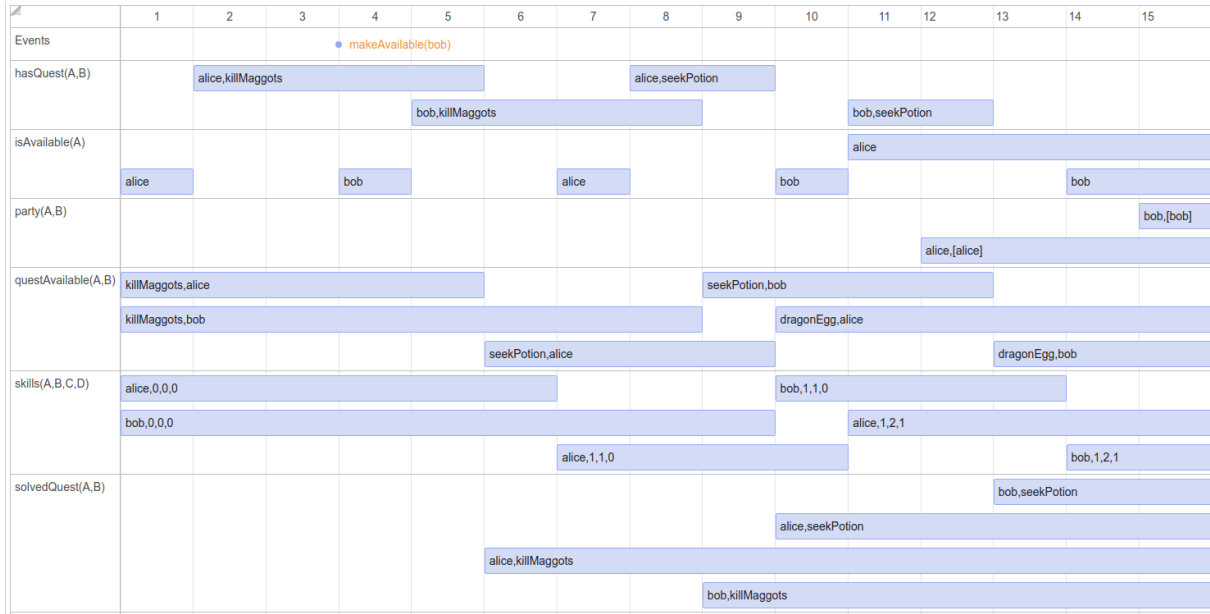 1 2 3 4 5 6 7 8 9 10 11 12 13 14 15
Events
makeAvailable(bob)
hasQuest(A,B)
alice,killMaggots alice,seekPotion
bob,killMaggots bob,seekPotion
isAvailable(A)
alice
alice bob alice bob bob
party(A,B)
bob,[bob]
alice,[alice]
questAvailable(A,B)
killMaggots,alice seekPotion,bob
killMaggots,bob dragonEgg,alice
seekPotion,alice dragonEgg,bob
skills(A,B,C,D)
alice,0,0,0 bob,1,1,0
bob,0,0,0 alice,1,2,1
alice,1,1,0 bob,1,2,1
solvedQuest(A,B)
bob,seekPotion
alice,seekPotion
alice,killMaggots
bob,killMaggots